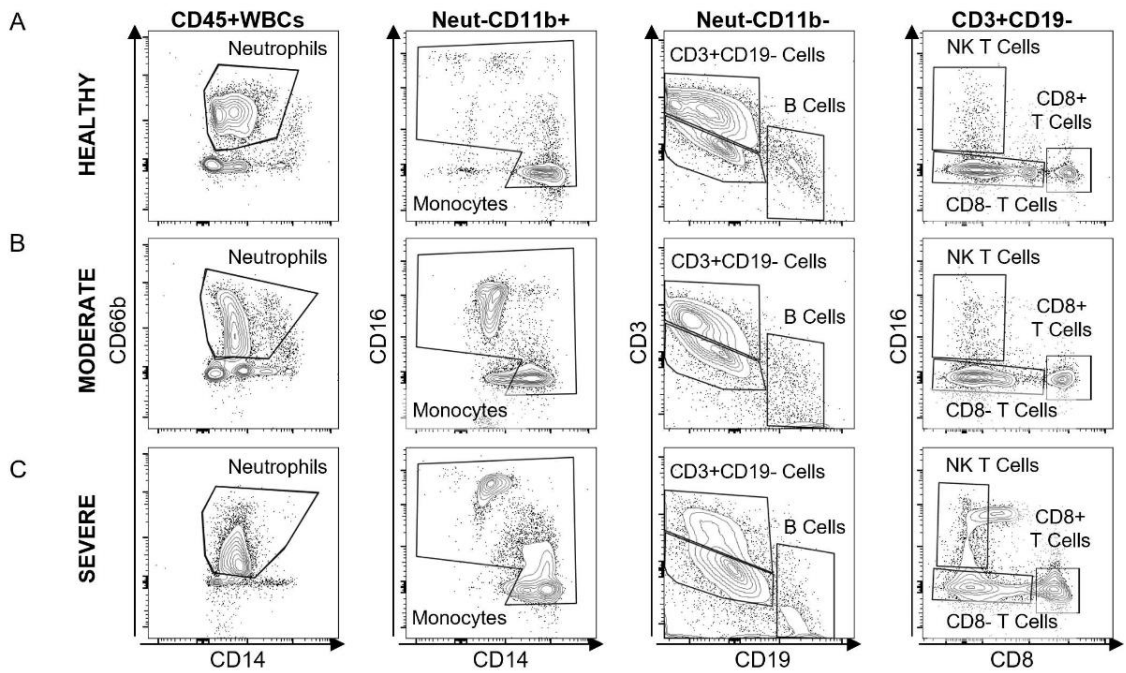 A
CD45+WBCs
Neut-CD11b+
Neut-CD11b-
CD3+CD19-
HEALTHY
Neutrophils
Monocytes
CD3+CD19- Cells
B Cells
NK T Cells
CD8+
T Cells
CD8- T Cells
B
MODERATE
CD66b
Neutrophils
CD16
Monocytes
CD3
CD3+CD19- Cells
B Cells
CD16
NK T Cells
CD8+
T Cells
CD8- T Cells
C
SEVERE
Neutrophils
Monocytes
CD3+CD19- Cells
B Cells
NK T Cells
CD8+
T Cells
CD8- T Cells
CD14
CD14
CD19
CD8